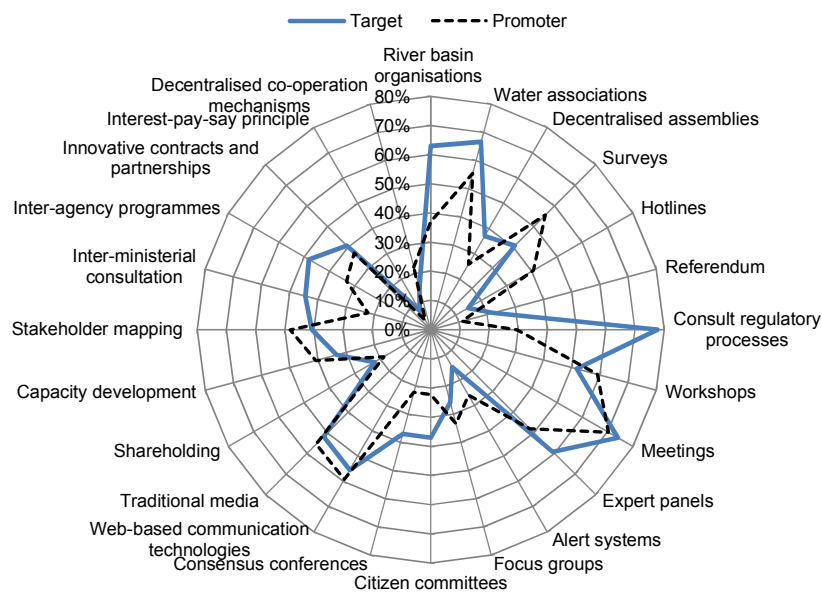 Target
Promoter
River basin
organisations
Water associations
Decentralised assemblies
Surveys
Hotlines
Referendum
Consult regulatory
processes
Workshops
Meetings
Expert panels
Alert systems
Focus groups
Citizen committees
Consensus conferences
Web-based communication
technologies
Traditional media
Shareholding
Capacity development
Stakeholder mapping
Inter-ministerial
consultation
Inter-agency programmes
Innovative contracts and
partnerships
Interest-pay-say principle
Decentralised co-operation
mechanisms
80%
70%
60%
50%
40%
30%
20%
10%
0%